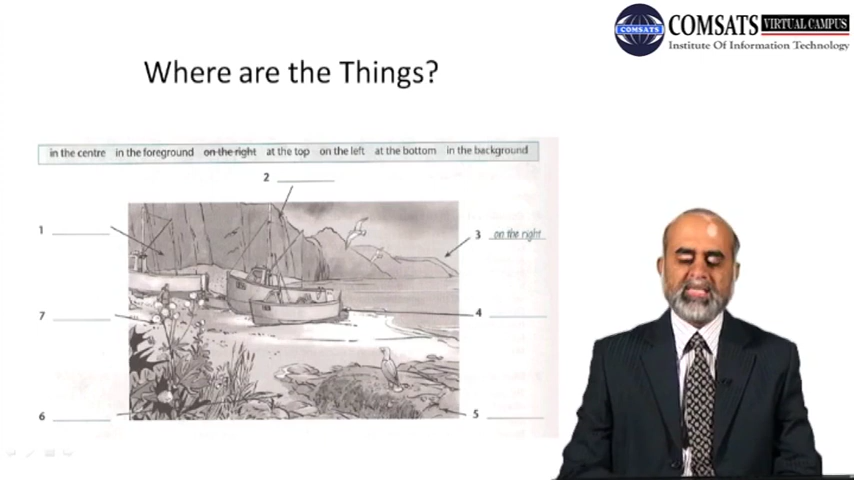 COMSATS VIRTUAL CAMPUS
COMSATS
Institute Of Information Technology
Where are the Things?
in the centre in the foreground on the right at the top on the left at the bottom in the background
2
1
3 on the right
7
4
6
5